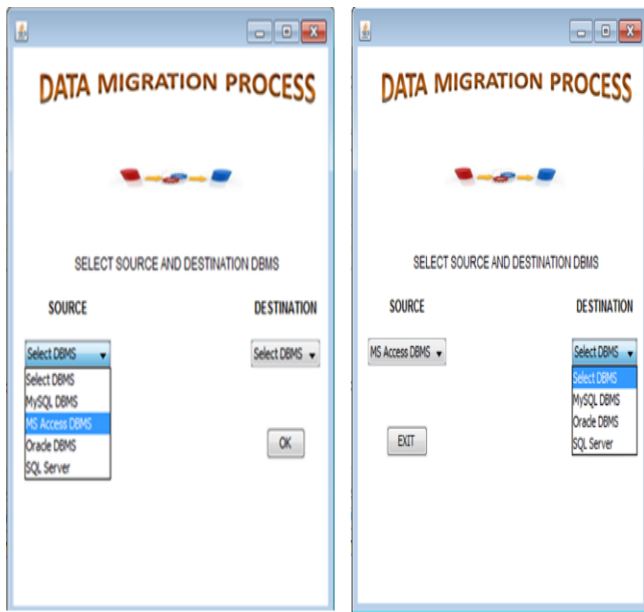 DATA MIGRATION PROCESS
SELECT SOURCE AND DESTINATION DBMS
SOURCE DESTINATION
Select DBMS Select DBMS
Select DBMS
MySQL DBMS
MS Access DBMS
Oracle DBMS
SQL Server
OK
DATA MIGRATION PROCESS
SELECT SOURCE AND DESTINATION DBMS
SOURCE DESTINATION
MS Access DBMS Select DBMS
Select DBMS
MySQL DBMS
Oracle DBMS
SQL Server
EXIT